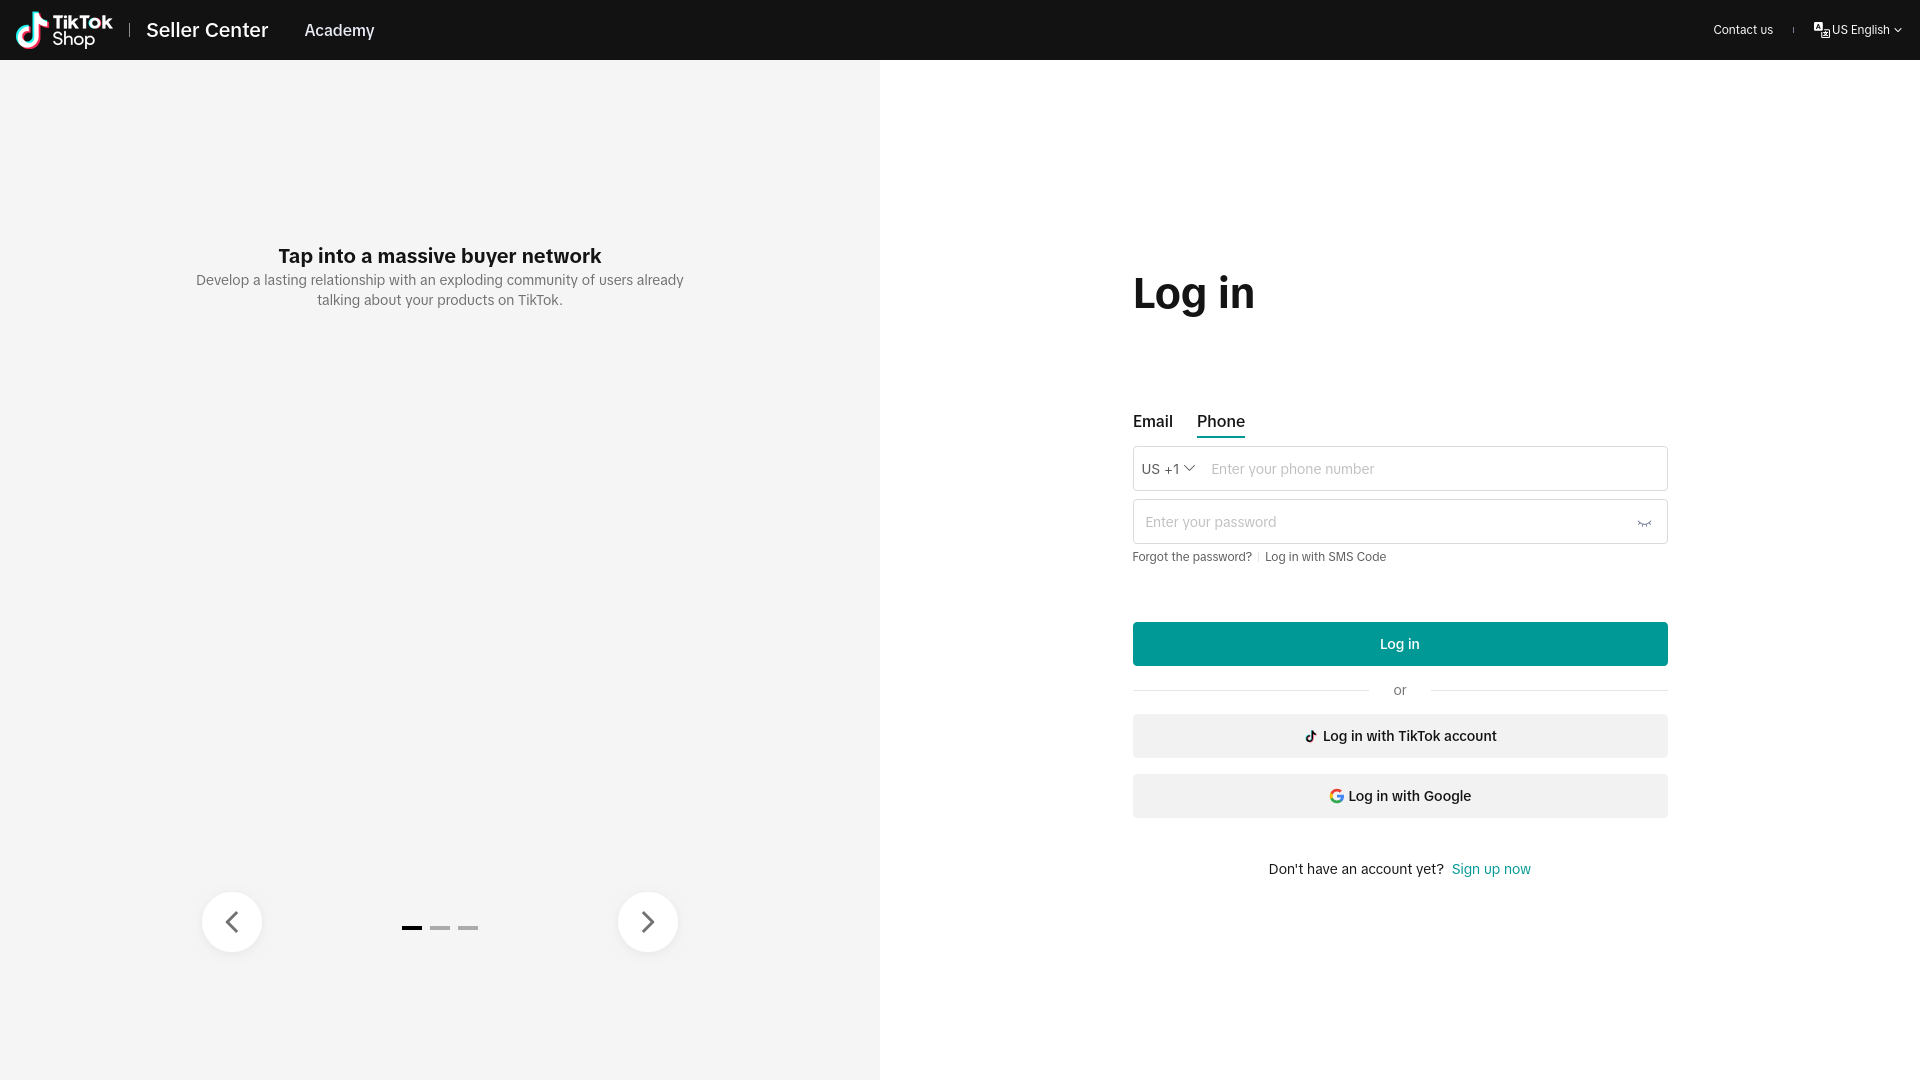 TikTok
Shop
Seller Center
Academy
Contact us
US English
Tap into a massive buyer network
Develop a lasting relationship with an exploding community of users already
talking about your products on TikTok.
Log in
Email
Phone
US +1
Enter your phone number
Enter your password
Forgot the password?
Log in with SMS Code
Log in
or
Log in with TikTok account
Log in with Google
Don't have an account yet? Sign up now